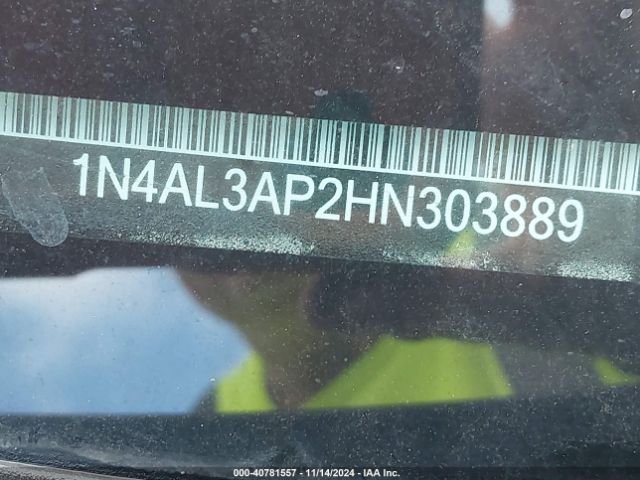 1N4AL3AP2HN303889
000-40781557 - 11/14/2024 - IAA Inc.